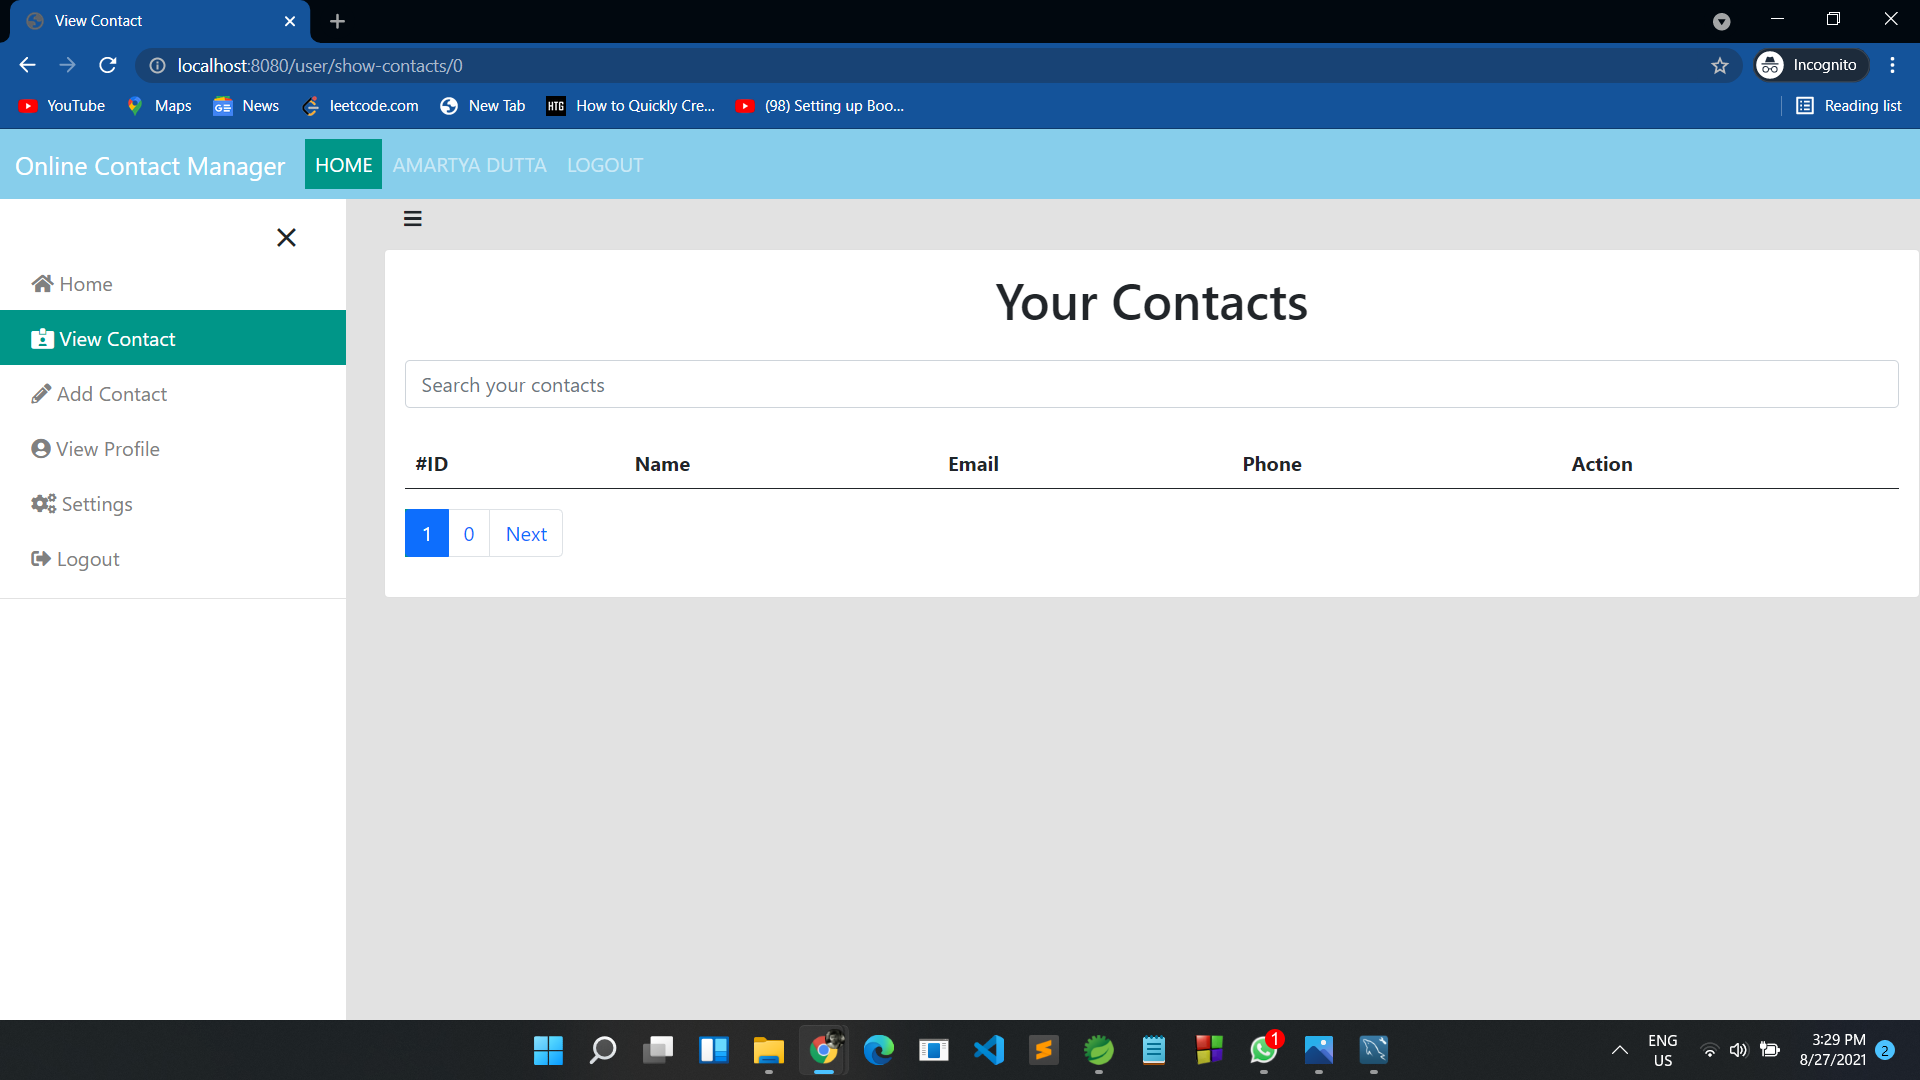 View Contact
localhost:8080/user/show-contacts/0
Incognito
YouTube
Maps
News
leetcode.com
New Tab
HTG
How to Quickly Cre...
(98) Setting up Boo...
Reading list
Online Contact Manager
HOME
AMARTYA DUTTA
LOGOUT
Home
View Contact
Add Contact
View Profile
Settings
Logout
Your Contacts
Search your contacts
#ID Name Email Phone Action
1 0 Next
1
ENG
US
3:29 PM
8/27/2021
2